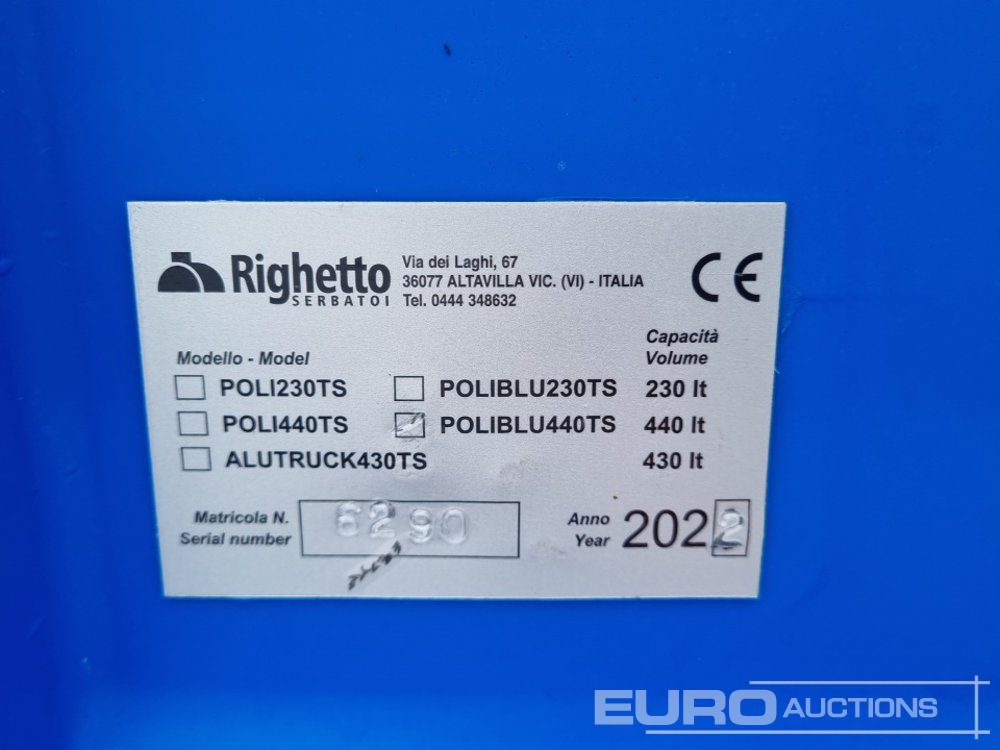 Righetto
SERBATOI
Via dei Laghi, 67
36077 ALTAVILLA VIC. (VI) - ITALIA
Tel. 0444 348632
CE
Modello - Model
Capacità
Volume
POLI230TS POLIBLU230TS 230 lt
POLI440TS POLIBLU440TS 440 lt
ALUTRUCK430TS 430 lt
Matricola N.
Serial number
6290
Anno
Year
2022
EURO AUCTIONS